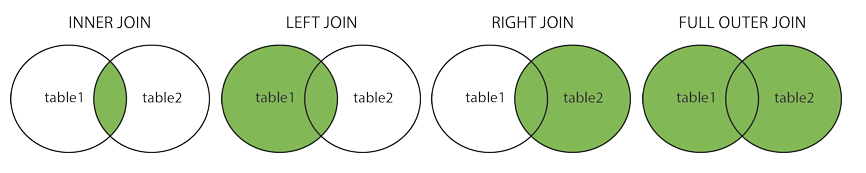 INNER JOIN
LEFT JOIN
RIGHT JOIN
FULL OUTER JOIN
table1
table2
table1
table2
table1
table2
table1
table2